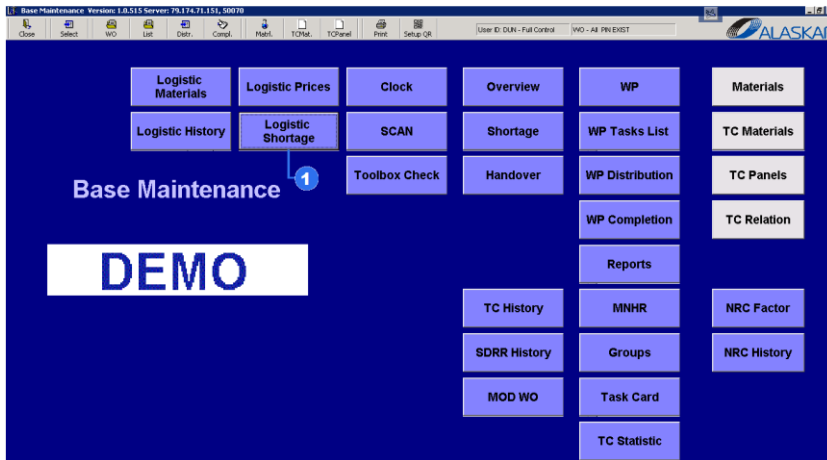 Base Maintenance Version: 1.0.515 Server: 79.174.71.151, 50070
Close Select WO List Distr. Compl. Matrl. TCMat. TCPanel Print Setup QR
User ID: DUN - Full Control WO - All PN EXIST
ALASKAR
Logistic Materials
Logistic Prices
Clock
Overview
WP
Materials
Logistic History
Logistic Shortage
SCAN
Shortage
WP Tasks List
TC Materials
1
Base Maintenance
Toolbox Check
Handover
WP Distribution
TC Panels
WP Completion
TC Relation
DEMO
Reports
TC History
MNHR
NRC Factor
SDRR History
Groups
NRC History
MOD WO
Task Card
TC Statistic